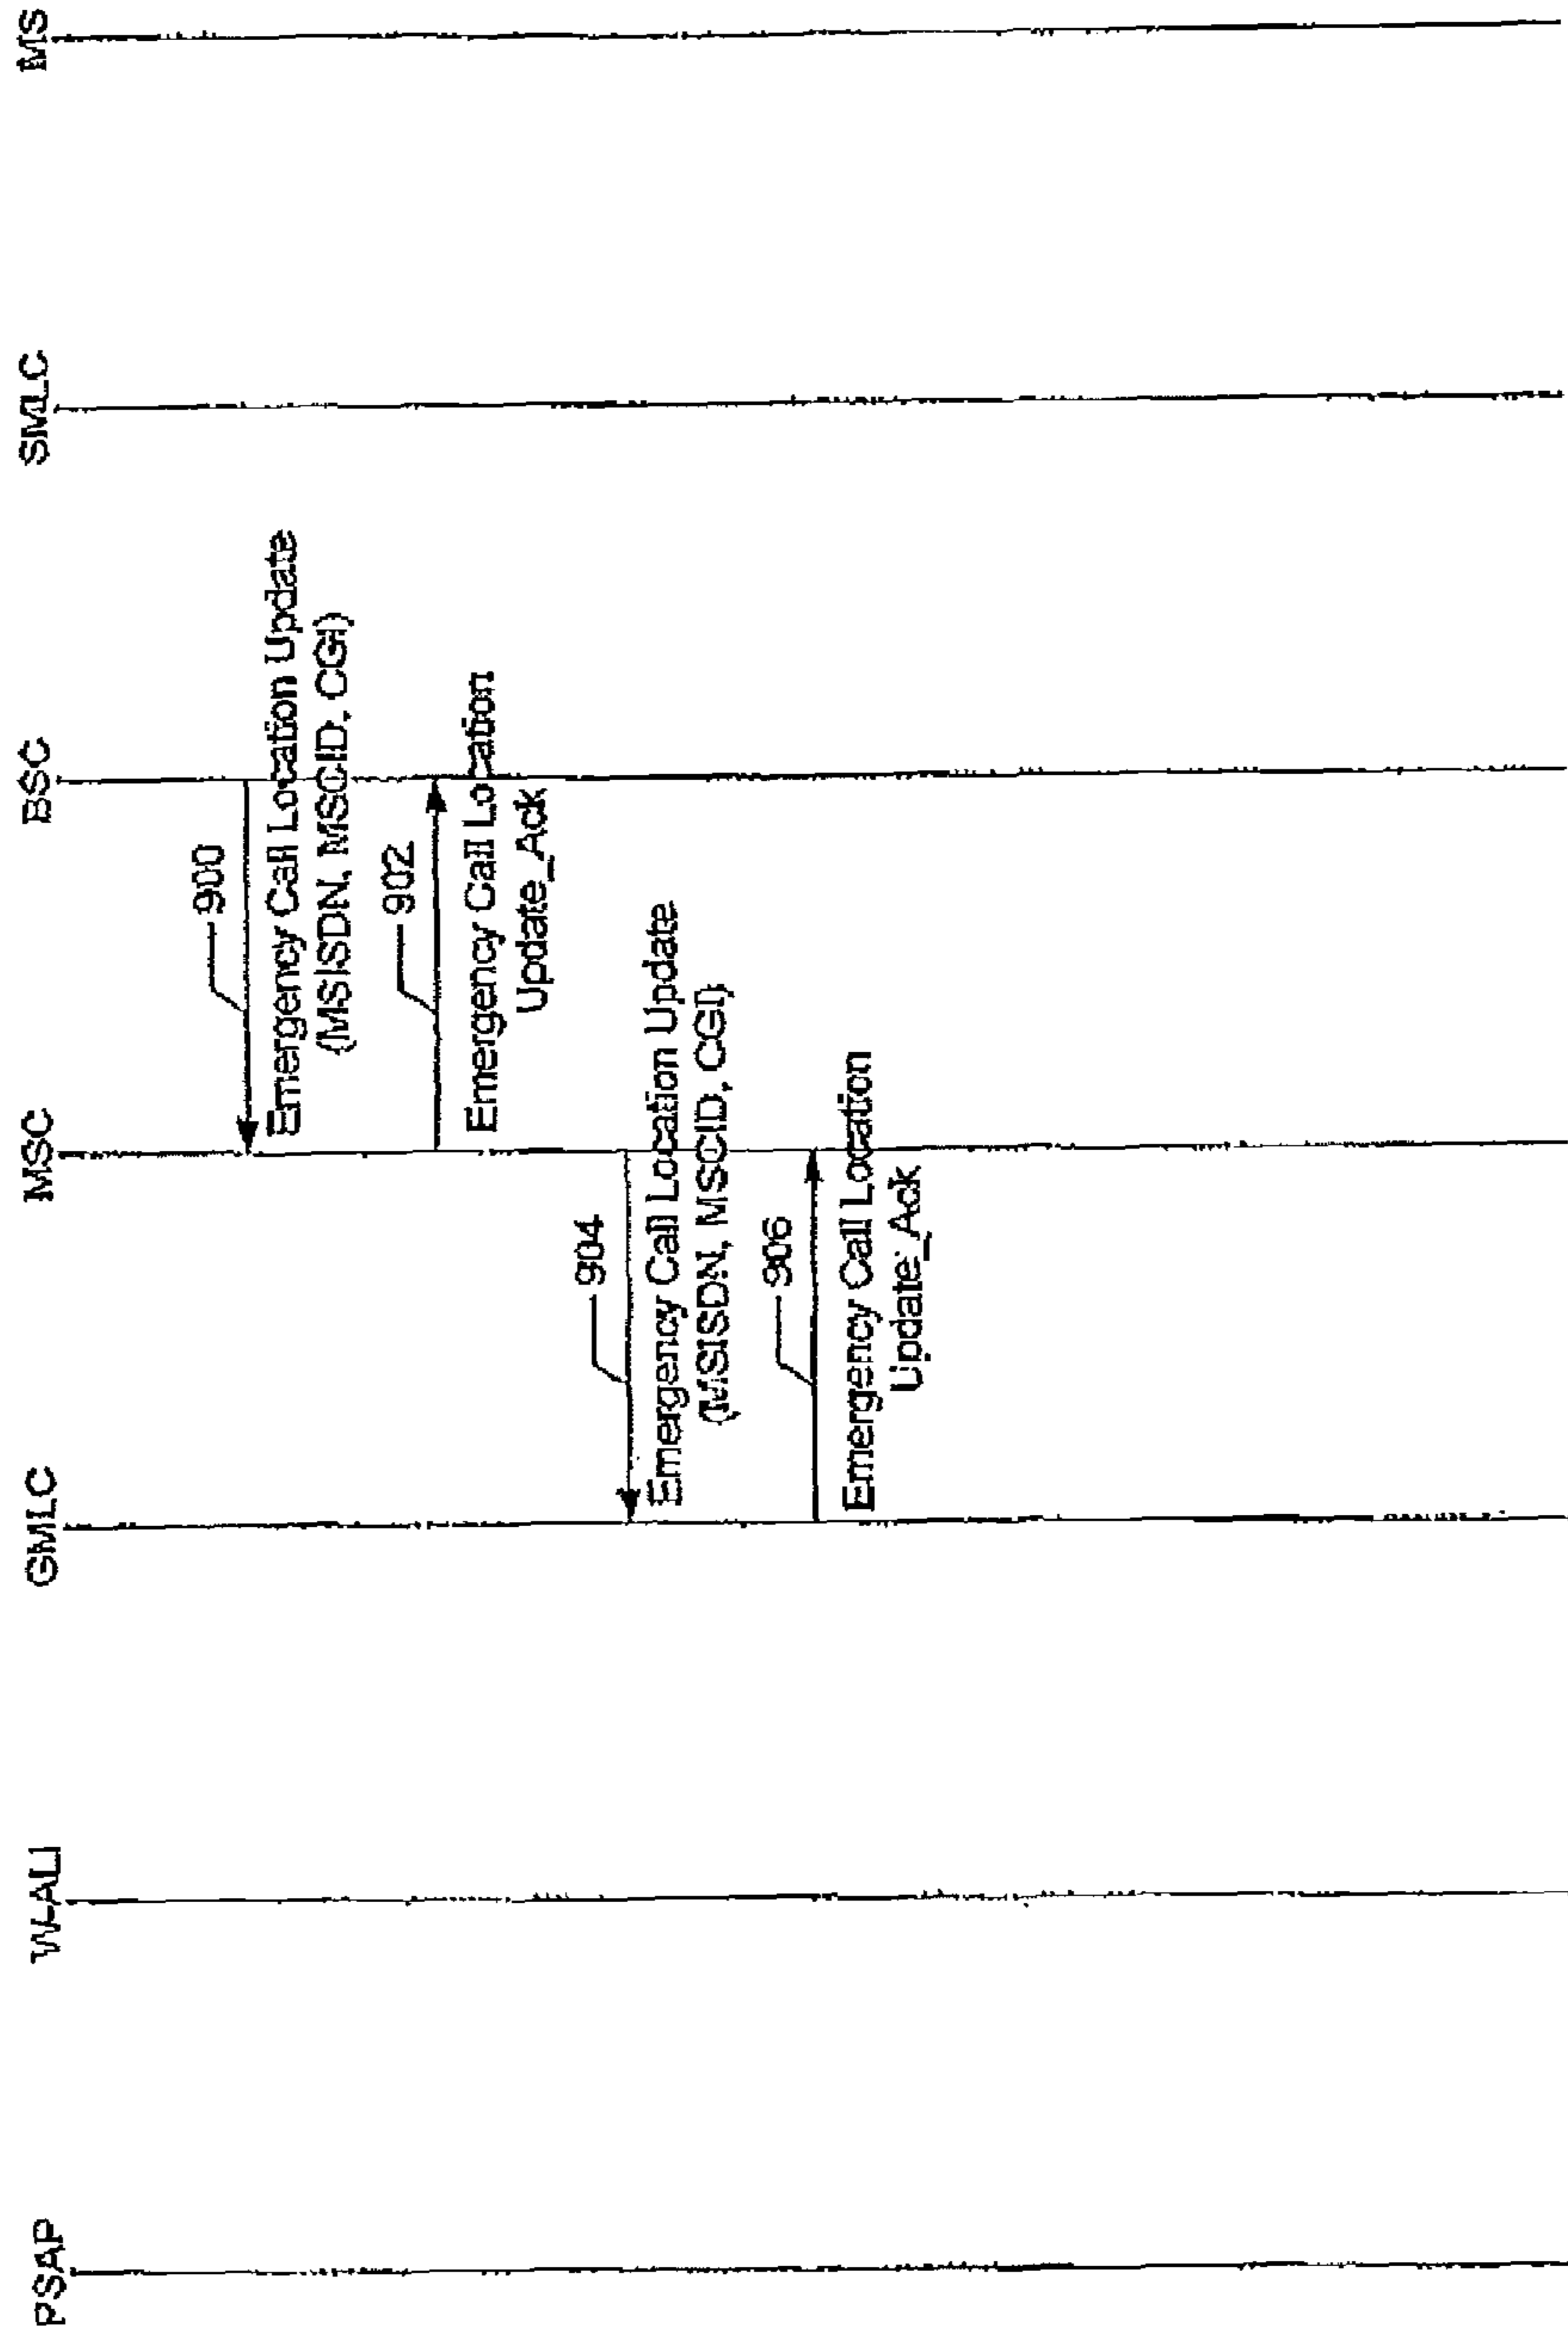 PSAP
W-ALI
GMLC
MSC
BSC
SMLC
MS
900
Emergency Call Location Update
(MSISDN, MSCID, CGI)
902
Emergency Call Location
Update_Ack
904
Emergency Call Location Update
(MSISDN, MSCID, CGI)
906
Emergency Call Location
Update_Ack